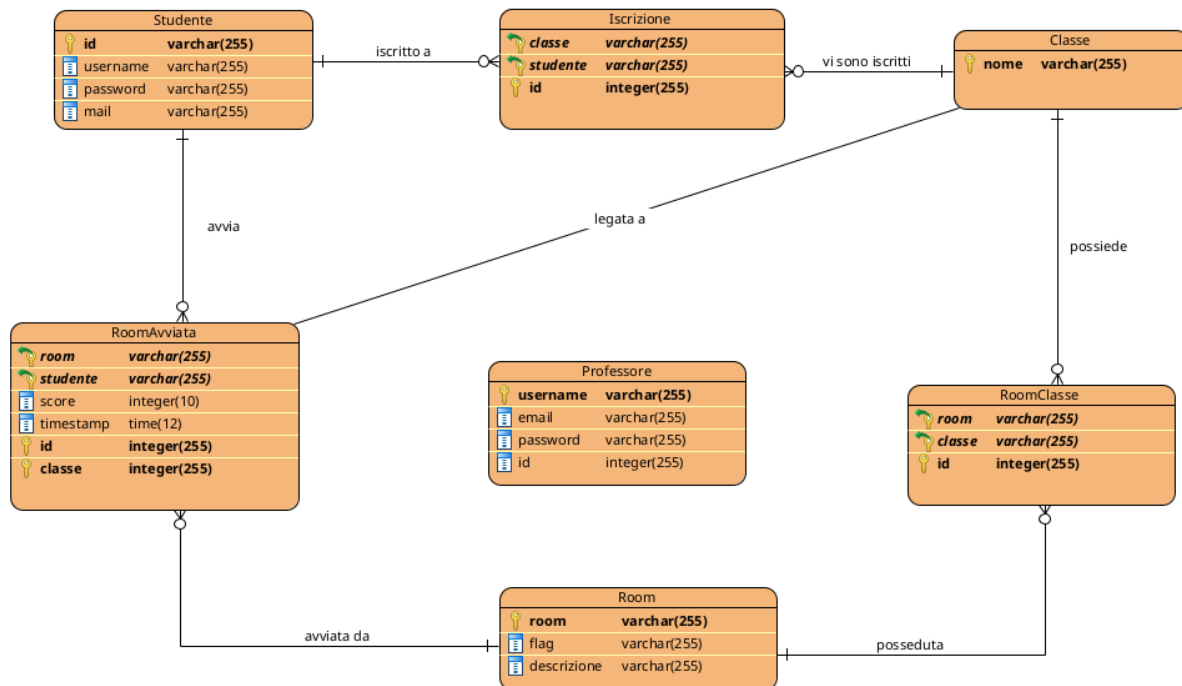 Studente
id varchar(255)
username varchar(255)
password varchar(255)
mail varchar(255)
iscritto a
Iscrizione
classe varchar(255)
studente varchar(255)
id integer(255)
vi sono iscritti
Classe
nome varchar(255)
avvia
legata a
possiede
RoomAvviata
room varchar(255)
studente varchar(255)
score integer(10)
timestamp time(12)
id integer(255)
classe integer(255)
Professore
username varchar(255)
email varchar(255)
password varchar(255)
id integer(255)
RoomClasse
room varchar(255)
classe varchar(255)
id integer(255)
avviata da
Room
room varchar(255)
flag varchar(255)
descrizione varchar(255)
posseduta